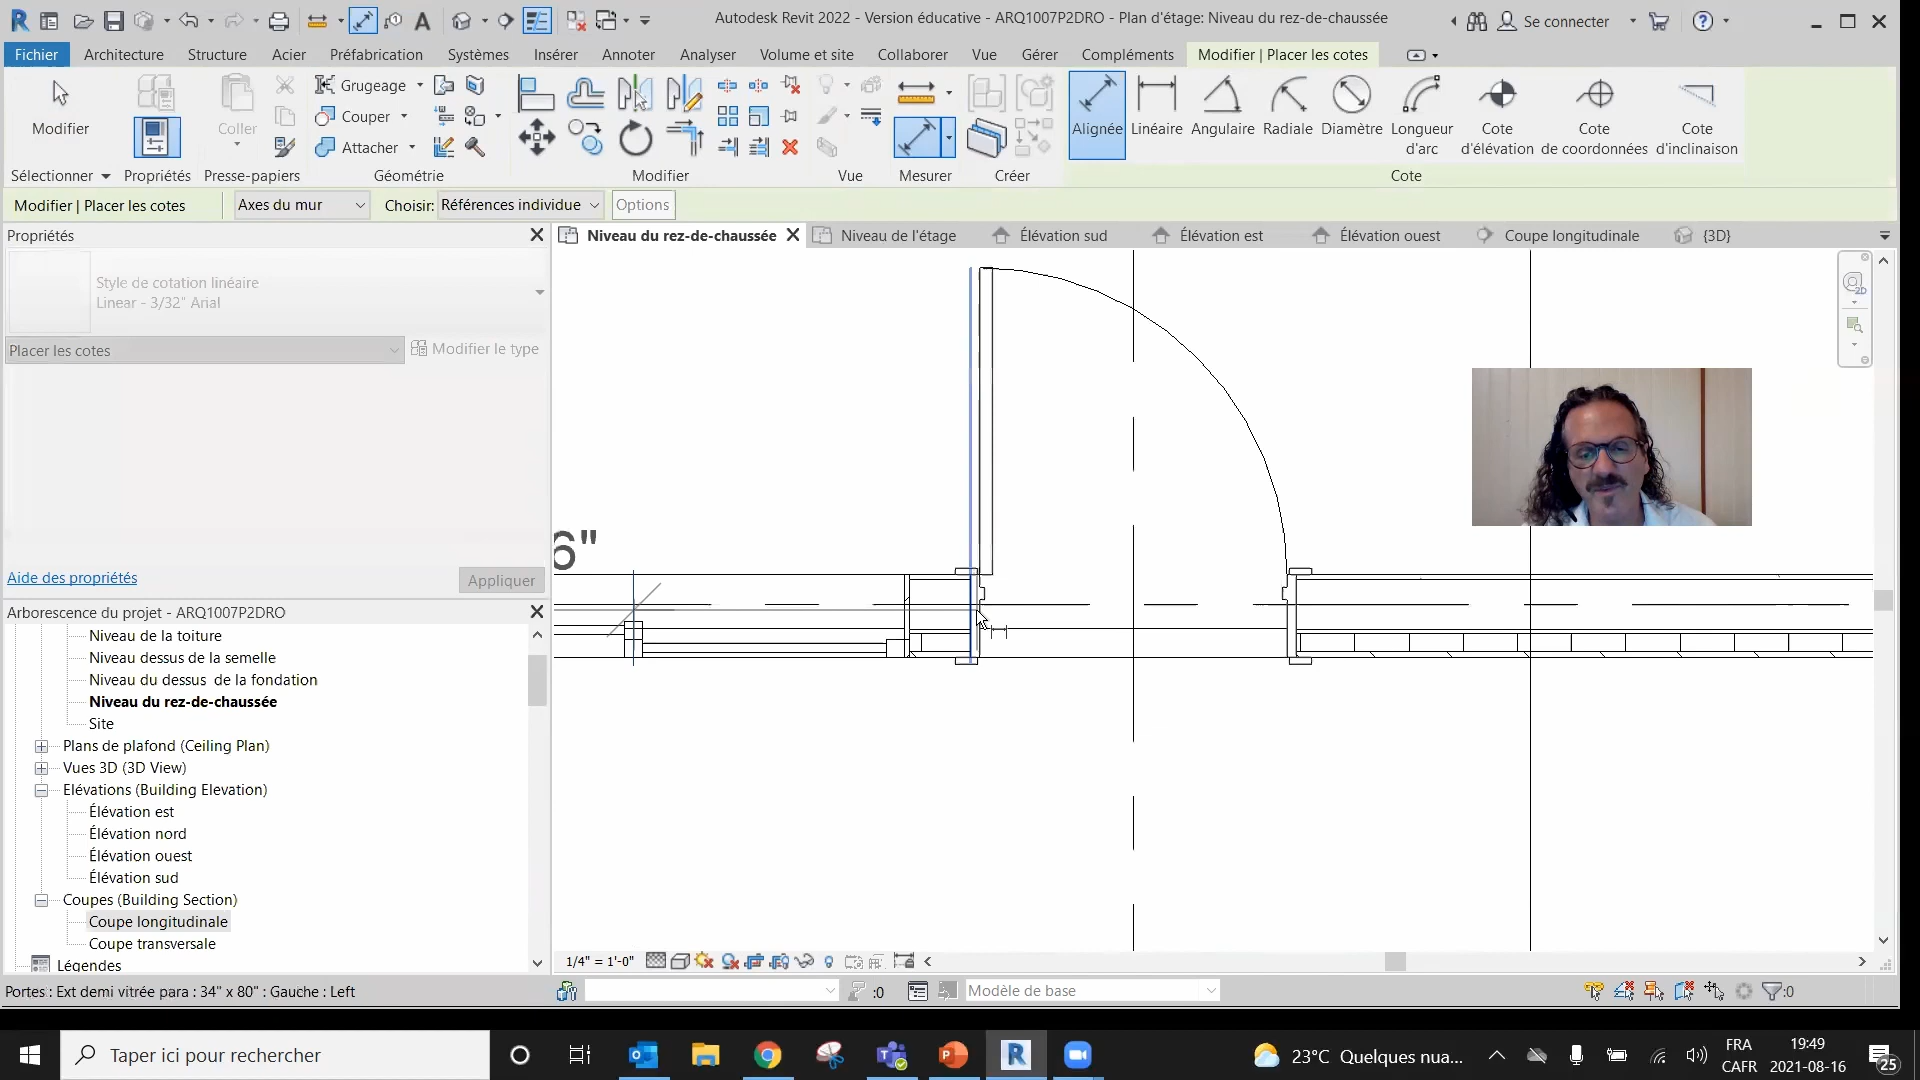 Autodesk Revit 2022 - Version éducative - ARQ1007P2DRO - Plan d'étage: Niveau du rez-de-chaussée
Se connecter
Fichier Architecture Structure Acier Préfabrication Systèmes Insérer Annoter Analyser Volume et site Collaborer Vue Gérer Compléments Modifier | Placer les cotes
Modifier
Coller
Grugeage
Couper
Attacher
Alignée Linéaire Angulaire Radiale Diamètre Longueur d'arc Cote d'élévation Cote de coordonnées Cote d'inclinaison
Sélectionner Propriétés Presse-papiers Géométrie Modifier Vue Mesurer Créer Cote
Modifier | Placer les cotes Axes du mur Choisir: Références individue Options
Propriétés
Niveau du rez-de-chaussée Niveau de l'étage Élévation sud Élévation est Élévation ouest Coupe longitudinale {3D}
Style de cotation linéaire
Linear - 3/32" Arial
Placer les cotes Modifier le type
2D
6"
Aide des propriétés Appliquer
Arborescence du projet - ARQ1007P2DRO
Niveau de la toiture
Niveau dessus de la semelle
Niveau du dessus de la fondation
Niveau du rez-de-chaussée
Site
Plans de plafond (Ceiling Plan)
Vues 3D (3D View)
Elévations (Building Elevation)
Élévation est
Élévation nord
Élévation ouest
Élévation sud
Coupes (Building Section)
Coupe longitudinale
Coupe transversale
Légendes
1/4" = 1'-0"
Portes : Ext demi vitrée para : 34" x 80" : Gauche : Left
:0
Modèle de base
:0
Taper ici pour rechercher
23°C Quelques nua...
FRA
CAFR
19:49
2021-08-16
25